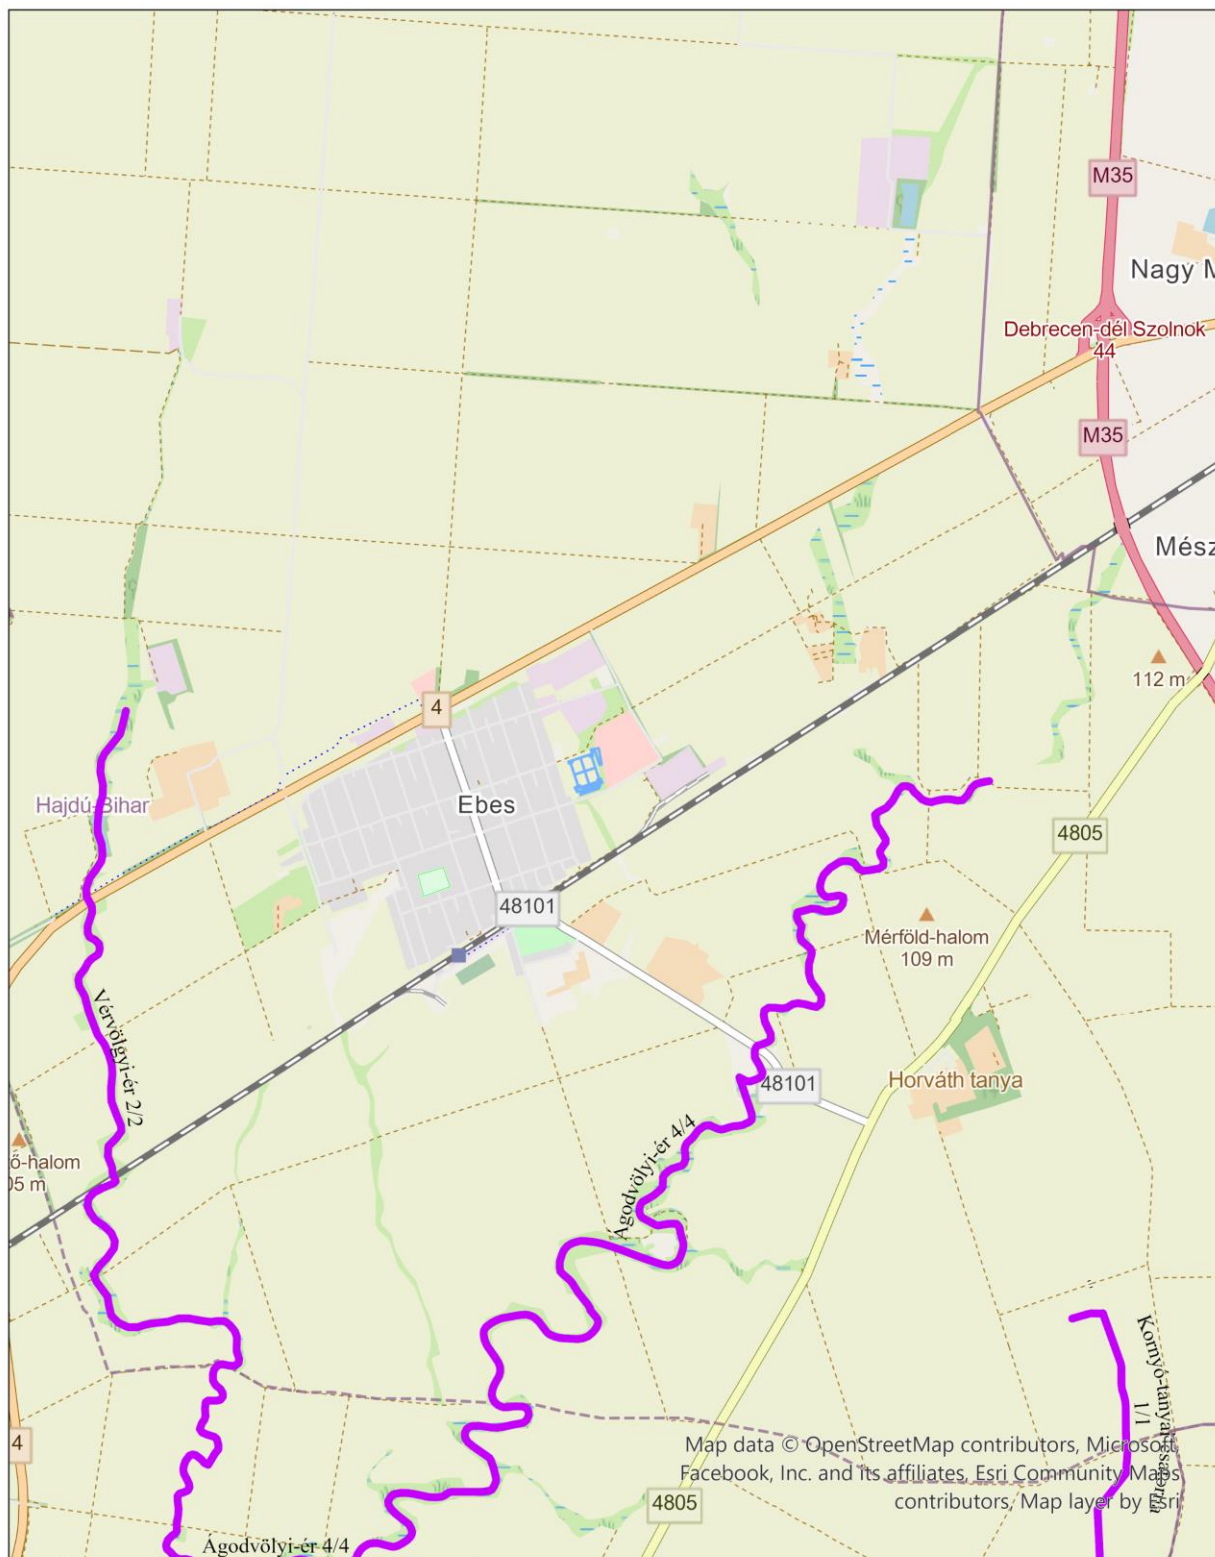 M35
Nagy M
Debrecen-dél Szolnok
44
M35
Mész
112 m
4
Hajdú-Bihar
Ebes
4805
48101
Mérföld-halom
109 m
Vérvölgyi-ér 2/2
48101
Horváth tanya
Ágodvölyi-ér 4/4
ő-halom
05 m
Kornyó-tanyai-csatorna
1/1
4
Map data © OpenStreetMap contributors, Microsoft,
Facebook, Inc. and its affiliates, Esri Community Maps
contributors, Map layer by Esri
4805
Ágodvölyi-ér 4/4